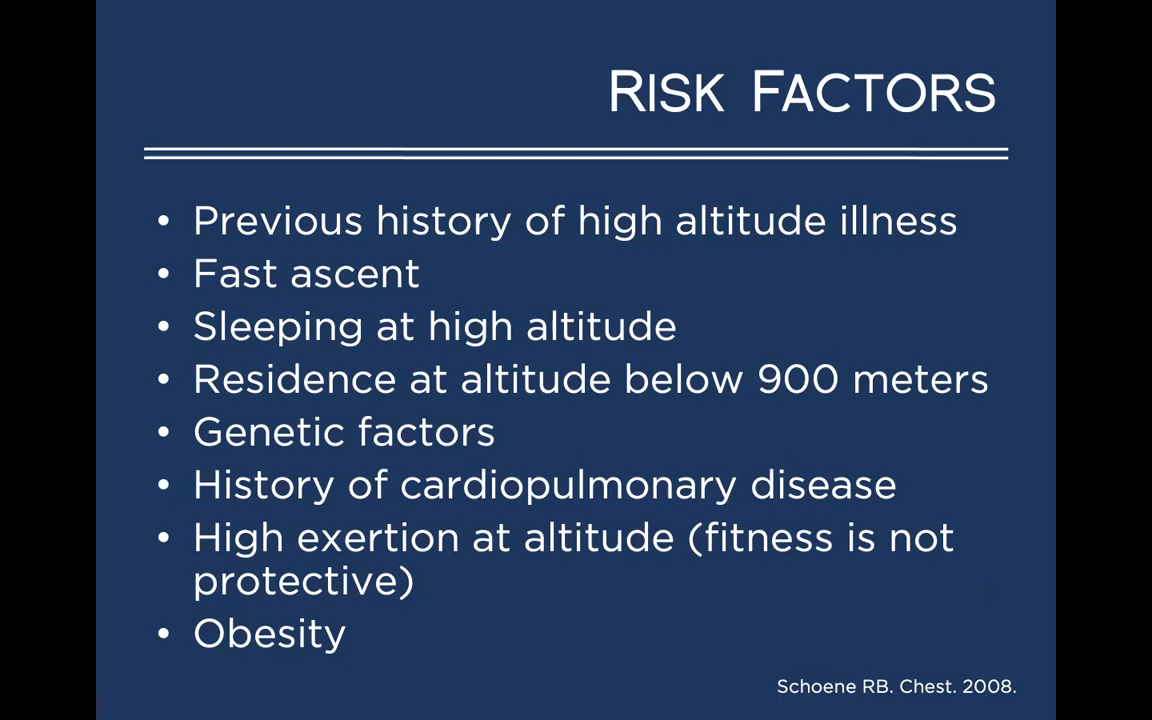 RISK FACTORS
• Previous history of high altitude illness
• Fast ascent
• Sleeping at high altitude
• Residence at altitude below 900 meters
• Genetic factors
• History of cardiopulmonary disease
• High exertion at altitude (fitness is not
protective)
• Obesity
Schoene RB. Chest. 2008.